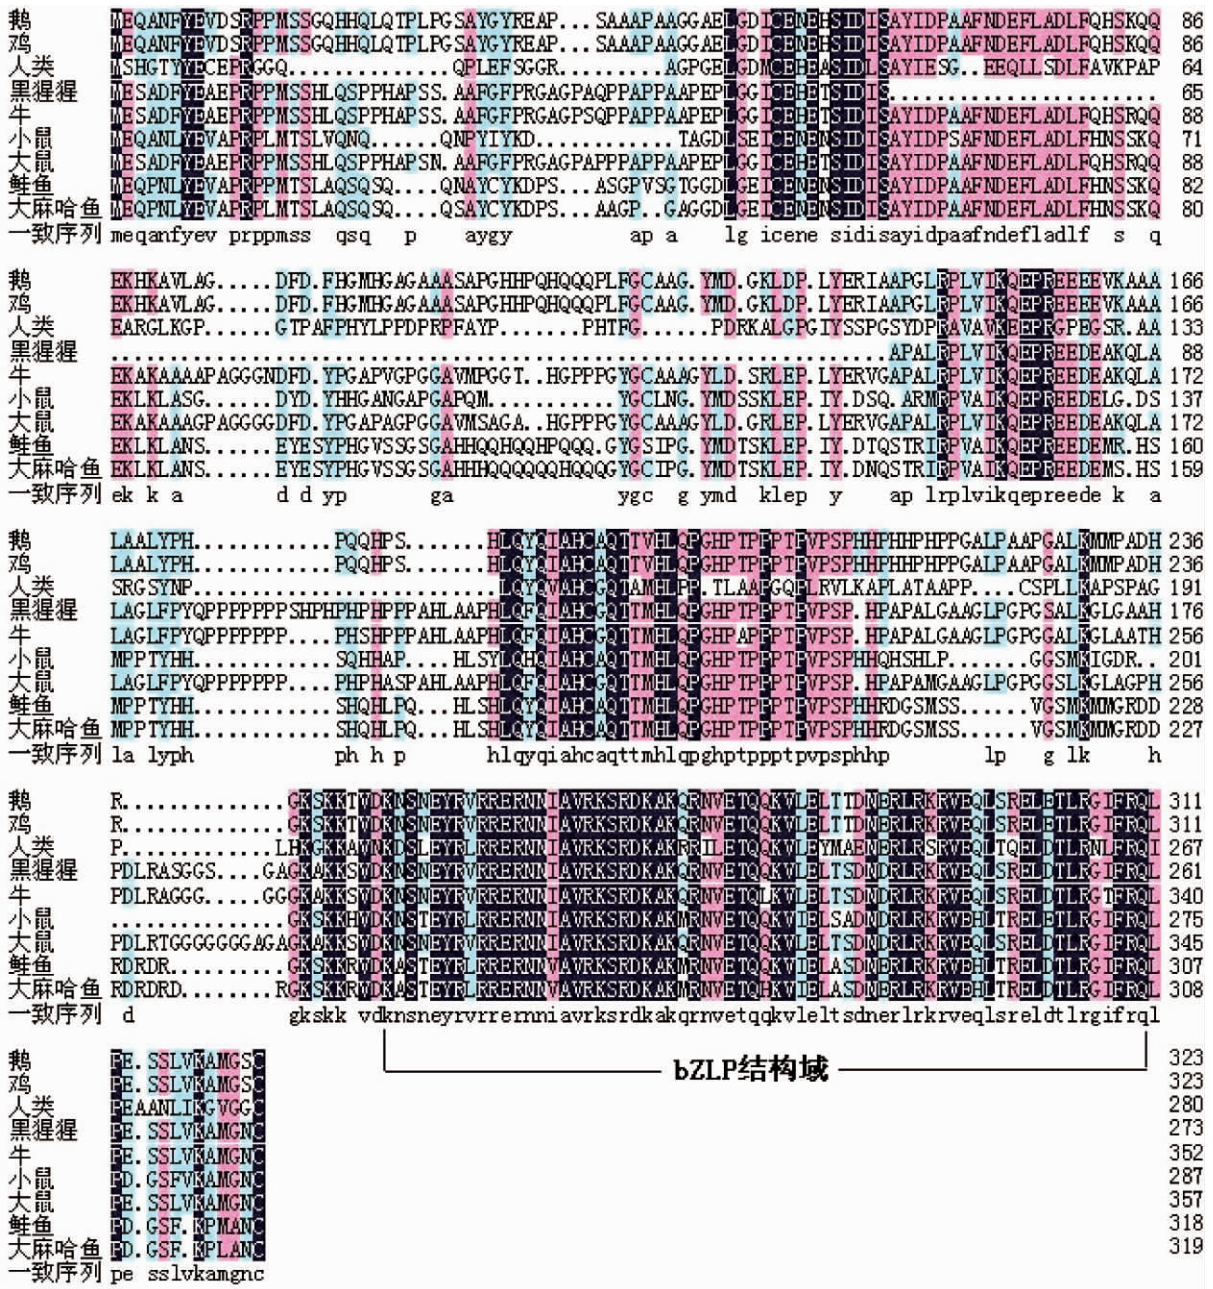 鹅 MEQANFYEVDSRPPMSSGQHHQLQTPLPGSAYGYREAP...SAAAPAAGGAELGDICENEHSIDISAYIDPAAFNDEFLADLFQHSKQQ 86
鸡 MEQANFYEVDSRPPMSSGQHHQLQTPLPGSAYGYREAP...SAAAPAAGGAELGDICENEHSIDISAYIDPAAFNDEFLADLFQHSKQQ 86
人类 MSHGTYYECEPRGGQ.............QPLEFSGGR........AGPGELGDMCEHEASIDLSAYIESG..EEQLLSDLFAVKPAP 64
黑猩猩 MESADFYEAEPRPPMSSHLQSPPHAPSS.AAFGFPRGAGPAQPPAPPAAPEPLGGICEHETSIDIS....................... 65
牛 MESADFYEAEPRPPMSSHLQSPPHAPSS.AAFGFPRGAGPSQPPAPPAAPEPLGGICEHETSIDISAYIDPAAFNDEFLADLFQHSRQQ 88
小鼠 MEQANLYEVAPRPLMTSLVQNQ......QNPYIYKD............TAGDLSEICENENSIDISAYIDPSAFNDEFLADLFHNSSKQ 71
大鼠 MESADFYEAEPRPPMSSHLQSPPHAPSN.AAFGFPRGAGPAPPPAPPAAPEPLGGICEHETSIDISAYIDPAAFNDEFLADLFQHSRQQ 88
鲑鱼 MEQPNLYEVAPRPPMTSLAQSQSQ....QNAYCYKDPS...ASGPVSGTGGDLGEICENENSIDISAYIDPAAFNDEFLADLFHNSSKQ 82
大麻哈鱼 MEQPNLYEVAPRPLMTSLAQSQSQ....QSAYCYKDPS...AAGP..GAGGDLGEICENENSIDISAYIDPAAFNDEFLADLFHNSSKQ 80
一致序列 meqanfyev prppmss qsq p aygy ap a lg icene sidisayidpaafndefladlf s q
鹅 EKHKAVLAG.....DFD.FHGMHGAGAAASAPGHHPQHQQQPLFGCAAG.YMD.GKLDP.LYERIAAPGLRPLVIKQEPREEEEVKAAA 166
鸡 EKHKAVLAG.....DFD.FHGMHGAGAAASAPGHHPQHQQQPLFGCAAG.YMD.GKLDP.LYERIAAPGLRPLVIKQEPREEEEVKAAA 166
人类 EARGLKGP......GTPAFPHYLPPDPRPFAYP.......PHTFG......PDRKALGPGIYSSPGSYDPRAVAVKEEPRGPEGSR.AA 133
黑猩猩 ................................................................APALRPLVIKQEPREEDEAKQLA 88
牛 EKAKAAAAPAGGGNDFD.YPGAPVGPGGAVMPGGT..HGPPPGYGCAAAGYLD.SRLEP.LYERVGAPALRPLVIKQEPREEDEAKQLA 172
小鼠 EKLKLASG......DYD.YHHGANGAPGAPQM........YGCLNG.YMDSSKLEP.IY.DSQ.ARMRPVAIKQEPREEDELG.DS 137
大鼠 EKAKAAAGPAGGGGDFD.YPGAPAGPGGAVMSAGA..HGPPPGYGCAAAGYLD.GRLEP.LYERVGAPALRPLVIKQEPREEDEAKQLA 172
鲑鱼 EKLKLANS......EYESYPHGVSSGSGAHHQQHQQHPQQQ.GYGSIPG.YMDTSKLEP.IY.DTQSTRIRPVAIKQEPREEDEMR.HS 160
大麻哈鱼 EKLKLANS......EYESYPHGVSSGSGAHHHQQQQQQHQQQGYGCIPG.YMDTSKLEP.IY.DNQSTRIRPVAIKQEPREEDEMS.HS 159
一致序列 ek k a d d yp ga ygc g ymd klep y ap lrplvikqepreede k a
鹅 LAALYPH............PQQHPS.......HLQYQIAHCAQTTVHLQPGHPTPPPTPVPSPHHPHHPHPPGALPAAPGALKMMPADH 236
鸡 LAALYPH............PQQHPS.......HLQYQIAHCAQTTVHLQPGHPTPPPTPVPSPHHPHHPHPPGALPAAPGALKMMPADH 236
人类 SRGSYNP.........................LQYQVAHCGQTAMHLPP.TLAAPGQPLRVLKAPLATAAPP....CSPLLKAPSPAG 191
黑猩猩 LAGLFPYQPPPPPPPSHPHPHPHPPPAHLAAPHLQFQIAHCGQTTMHLQPGHPTPPPTPVPSP.HPAPALGAAGLPGPGSALKGLGAAH 176
牛 LAGLFPYQPPPPPPP....PHSHPPPAHLAAPHLQFQIAHCGQTTMHLQPGHPAPPPTPVPSP.HPAPALGAAGLPGPGGALKGLAATH 256
小鼠 MPPTYHH............SQHHAP....HLSYLQHQIAHCAQTTMHLQPGHPTPPPTPVPSPHHQHSHLP......GGSMKIGDR.. 201
大鼠 LAGLFPYQPPPPPPP....PHPHASPAHLAAPHLQFQIAHCGQTTMHLQPGHPTPPPTPVPSP.HPAPAMGAAGLPGPGGSLKGLAGPH 256
鲑鱼 MPPTYHH............SHQHLPQ....HLSHLQYQIAHCAQTTMHLQPGHPTPPPTPVPSPHHRDGSMSS......VGSMKMMGRDD 228
大麻哈鱼 MPPTYHH............SHQHLPQ....HLSHLQYQIAHCAQTTMHLQPGHPTPPPTPVPSPHHRDGSMSS......VGSLKMMGRDD 227
一致序列 la lyph ph h p hlqyqiahcaqttmhlqpghptppptpvpsphhp lp g lk h
鹅 R.............GKSKKTVDKNSNEYRVRRERNNIAVRKSRDKAKQRNVETQQKVLELTTDNERLRKRVEQLSRELETLRGIFRQL 311
鸡 R.............GKSKKTVDKNSNEYRVRRERNNIAVRKSRDKAKQRNVETQQKVLELTTDNERLRKRVEQLSRELETLRGIFRQL 311
人类 P............LHKGKKAVNKDSLEYRLRRERNNIAVRKSRDKAKRRILETQQKVLEYMAENERLRSRVEQLTQELDTLRNLFRQI 267
黑猩猩 PDLRASGGSG....GAGKAKKSVDKNSNEYRVRRERNNIAVRKSRDKAKQRNVETQQKVLELTSDNDRLRKRVEQLSRELDTLRGIFRQL 261
牛 PDLRAGGG....GGGKAKKSVDKNSNEYRVRRERNNIAVRKSRDKAKQRNVETQLKVLELTSDNDRLRKRVEQLSRELDTLRGTFRQL 340
小鼠 ..............GKSKKHVDKNSTEYRLRRERNNIAVRKSRDKAKMRNVETQQKVIELSADNDRLRKRVEHLTRELETLRGIFRQL 275
大鼠 PDLRTGGGGGGAGAGKAKKSVDKNSNEYRVRRERNNIAVRKSRDKAKQRNVETQQKVLELTSDNDRLRKRVEQLSRELDTLRGIFRQL 345
鲑鱼 RDRDR..........GKSKKRVDKASTEYRLRRERNNVAVRKSRDKAKMRNVETQQKVIELASDNERLRKRVEHLTRELDTLRGIFRQL 307
大麻哈鱼 RDRDRD........RGKSKKRVDKASTEYRLRRERNNVAVRKSRDKAKMRNVETQHKVIELASDNERLRKRVEHLTRELDTLRGIFRQL 308
一致序列 d gkskk vdknsneyrvrrernniavrksrdkakqrnvetqqkvleltsdnerlrkrveqlsreldtlrgifrql
bZLP结构域
鹅 PE.SSLVKAMGSC 323
鸡 PE.SSLVKAMGSC 323
人类 PEAANLIKGVGGC 280
黑猩猩 PE.SSLVKAMGNC 273
牛 PE.SSLVKAMGNC 352
小鼠 PD.GSFVKAMGNC 287
大鼠 PE.SSLVKAMGNC 357
鲑鱼 PD.GSF.KPMANC 318
大麻哈鱼 PD.GSF.KPLANC 319
一致序列 pe sslvkamgnc